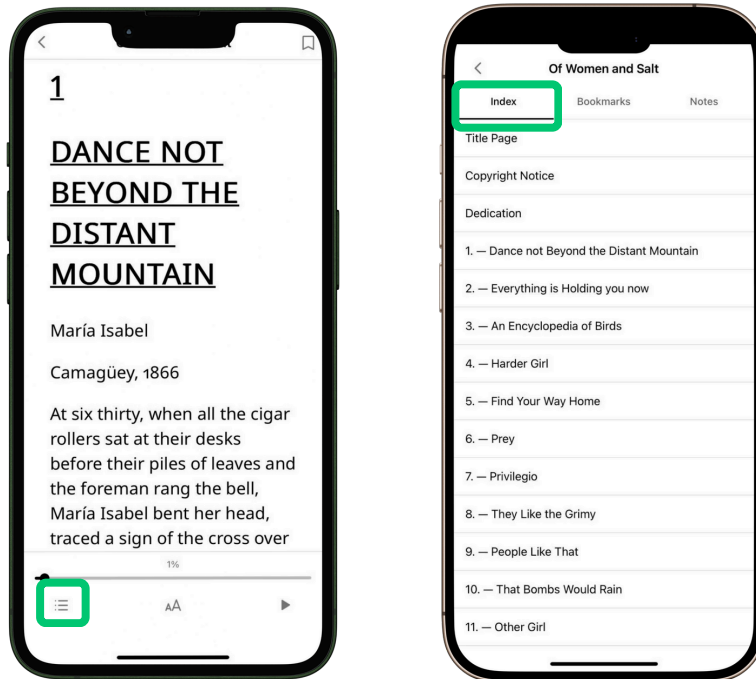 1
DANCE NOT
BEYOND THE
DISTANT
MOUNTAIN
María Isabel
Camagüey, 1866
At six thirty, when all the cigar
rollers sat at their desks
before their piles of leaves and
the foreman rang the bell,
María Isabel bent her head,
traced a sign of the cross over
1%
AA
Of Women and Salt
Index Bookmarks Notes
Title Page
Copyright Notice
Dedication
1. — Dance not Beyond the Distant Mountain
2. — Everything is Holding you now
3. — An Encyclopedia of Birds
4. — Harder Girl
5. — Find Your Way Home
6. — Prey
7. — Privilegio
8. — They Like the Grimy
9. — People Like That
10. — That Bombs Would Rain
11. — Other Girl